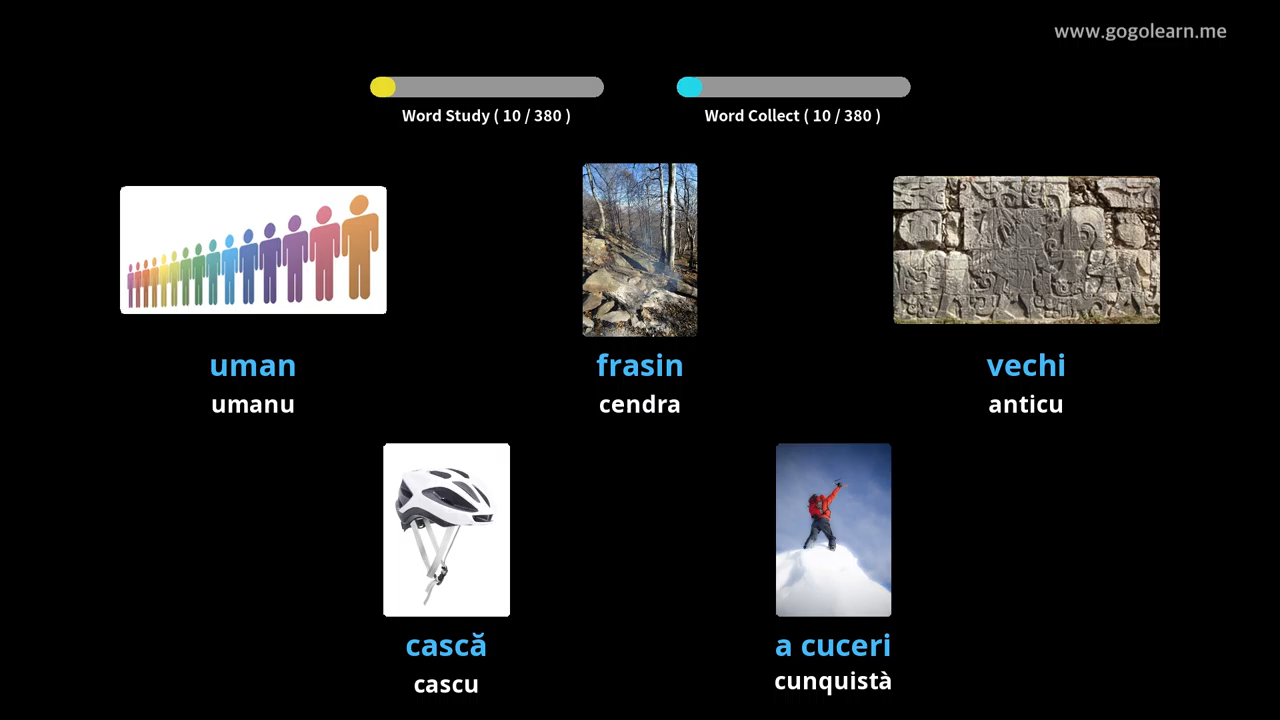 www.gogolearn.me
Word Study ( 10 / 380 )
Word Collect ( 10 / 380 )
uman
umanu
frasin
cendra
vechi
anticu
cască
cascu
a cuceri
cunquistà